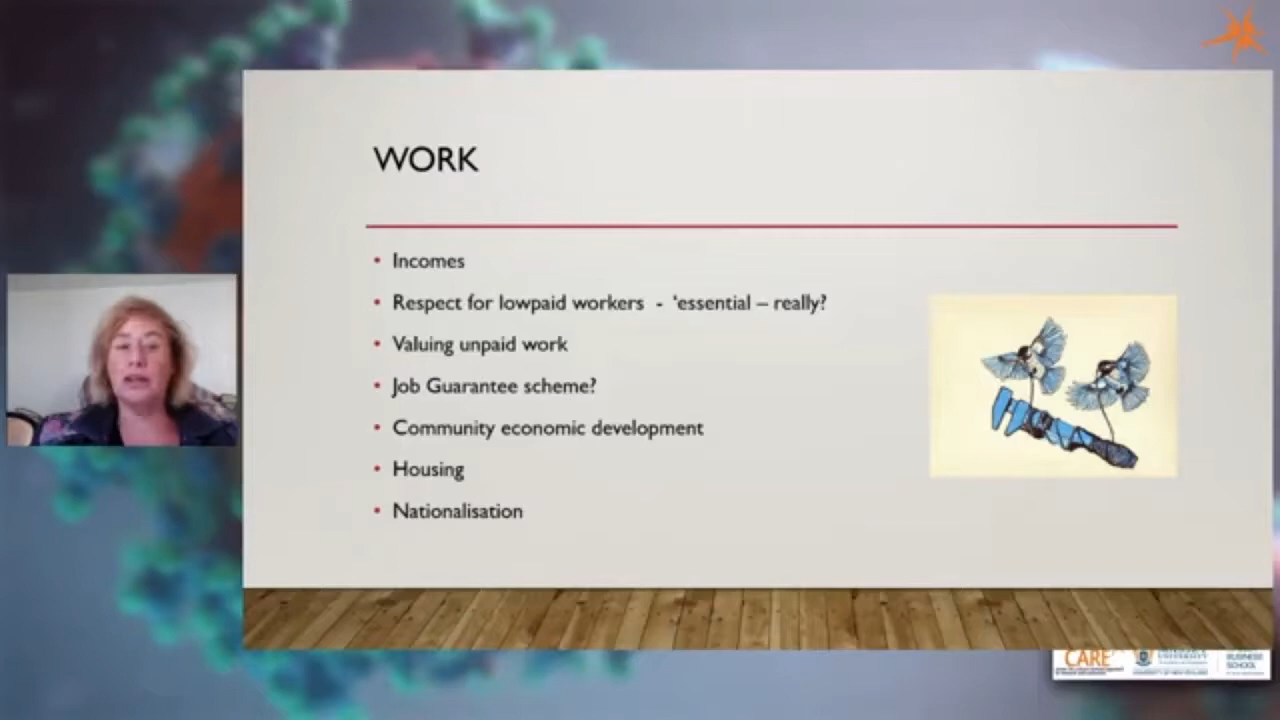 WORK
• Incomes
• Respect for lowpaid workers - ‘essential – really?
• Valuing unpaid work
• Job Guarantee scheme?
• Community economic development
• Housing
• Nationalisation
CARE
UNIVERSITY
BUSINESS
SCHOOL